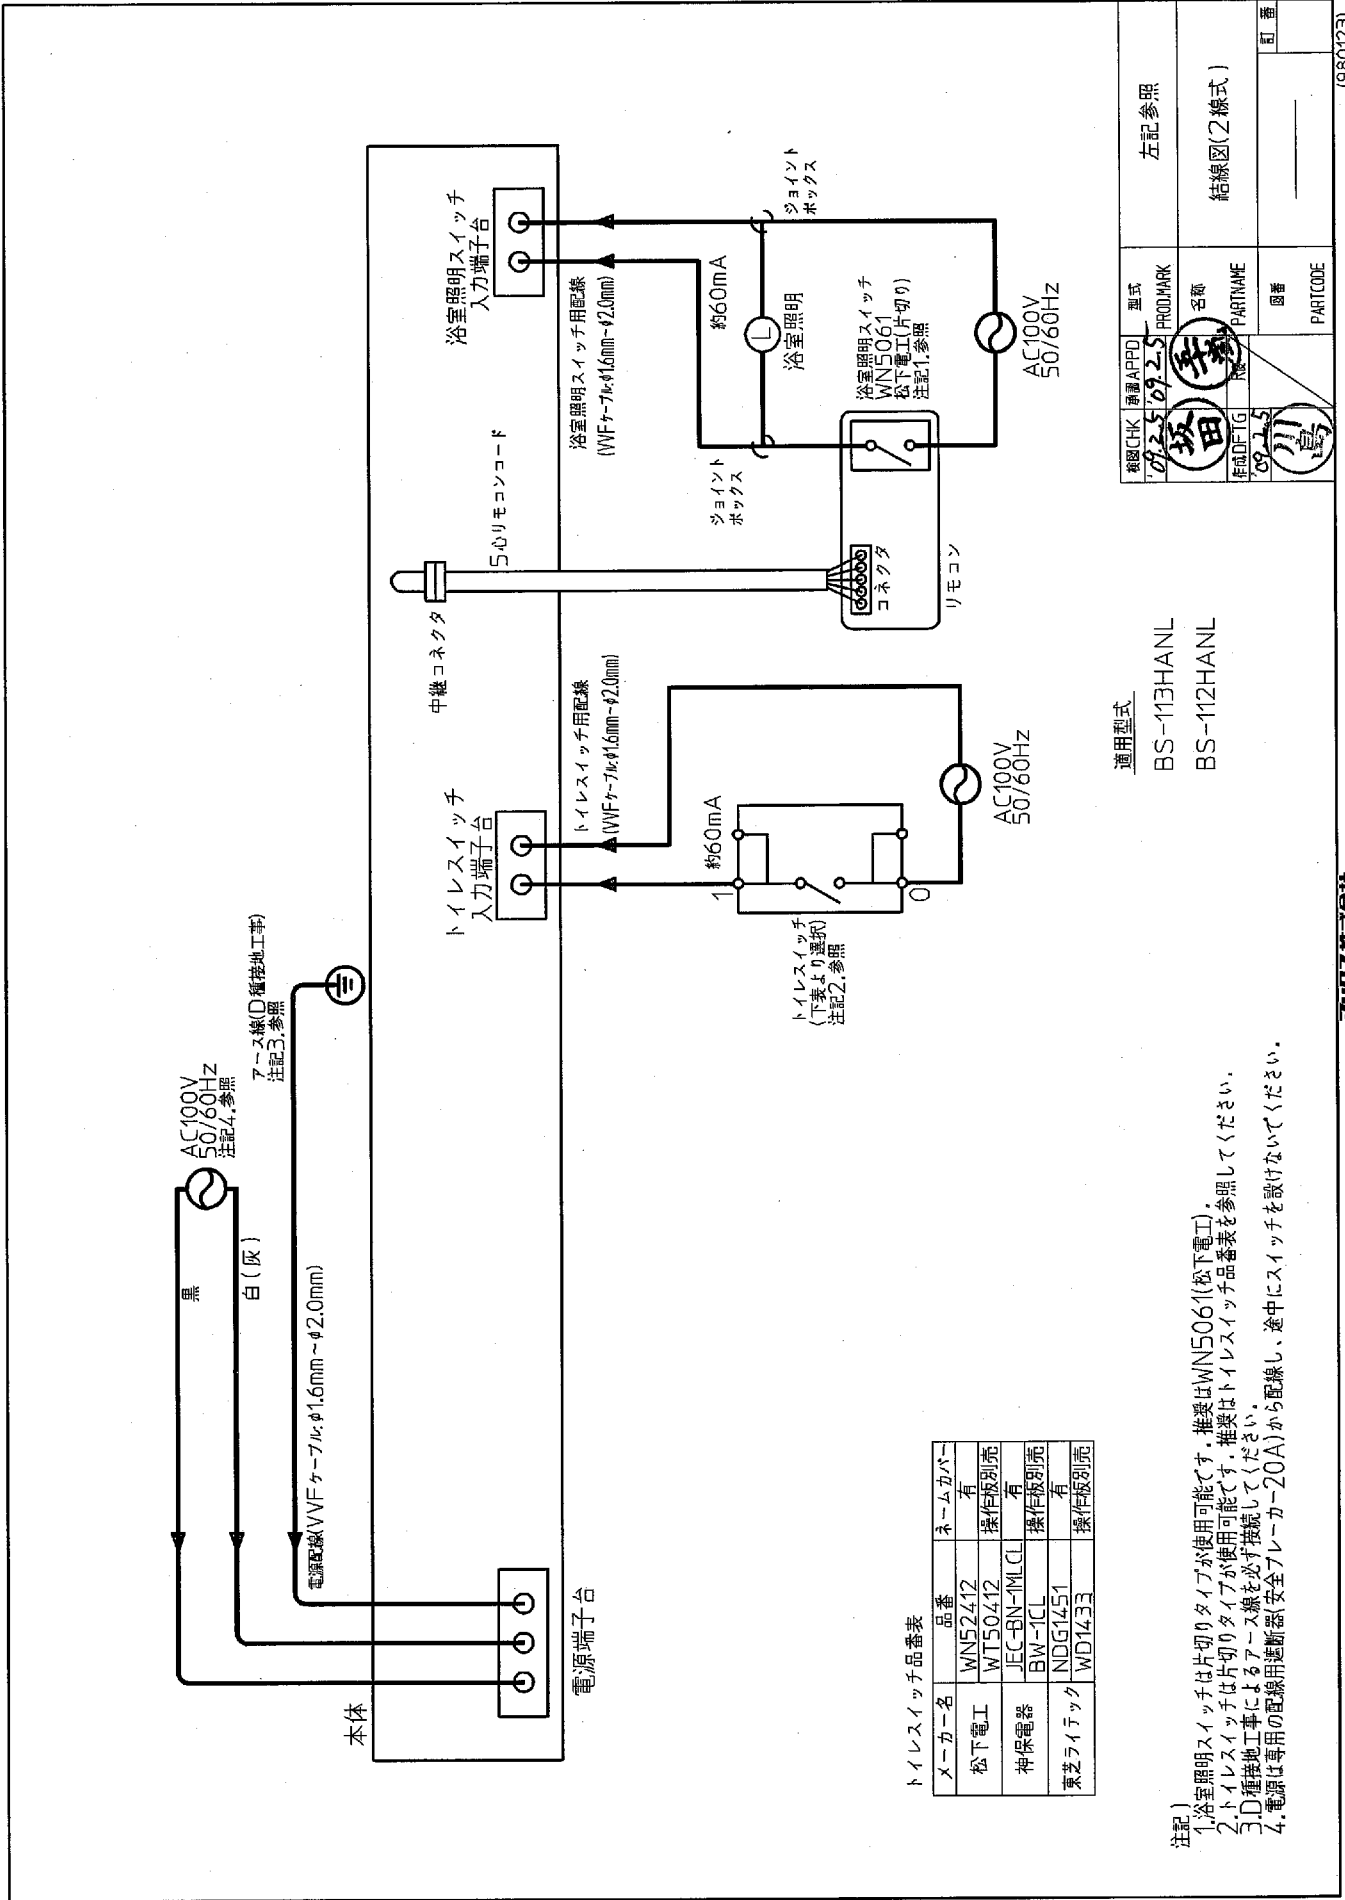 AC100V
50/60Hz
注記4.参照
アース線(D種接地工事)
注記3.参照
黒
白(灰)
電源配線(VVFケーブル:φ1.6mm~φ2.0mm)
本体
電源端子台
トイレスイッチ
入力端子台
中継コネクタ
5心リモコンコード
浴室照明スイッチ
入力端子台
トイレスイッチ用配線
(VVFケーブル:φ1.6mm~φ2.0mm)
浴室照明スイッチ用配線
(VVFケーブル:φ1.6mm~φ2.0mm)
約60mA
1
0
トイレスイッチ
(下表より選択)
注記2.参照
AC100V
50/60Hz
ジョイント
ボックス
約60mA
L
浴室照明
ジョイント
ボックス
浴室照明スイッチ
WN5061
松下電工(片切り)
注記1.参照
コネクタ
リモコン
AC100V
50/60Hz
トイレスイッチ品番表
メーカー名 品番 ネームカバー
松下電工 WN52412 有
WT50412 操作板別売
神保電器 JEC-BN-1MLCL 有
BW-1CL 操作板別売
東芝ライテック NDG1451 有
WD1433 操作板別売
適用型式
BS-113HANL
BS-112HANL
注記)
1.浴室照明スイッチは片切りタイプが使用可能です。推奨はWN5061(松下電工)。
2.トイレスイッチは片切りタイプが使用可能です。推奨はトイレスイッチ品番表を参照してください。
3.D種接地工事によるアース線を必ず接続してください。
4.電源は専用の配線用遮断器(安全ブレーカー20A)から配線し、途中にスイッチを設けないでください。
検図CHK 承認APPD
'09.2.5 '09.2.5
坂田
作成DFTG
'09.2.5
川島
型式 PROD.MARK 左記参照
名称 PARTNAME 結線図(2線式)
図番 PARTCODE
訂番
(980123)